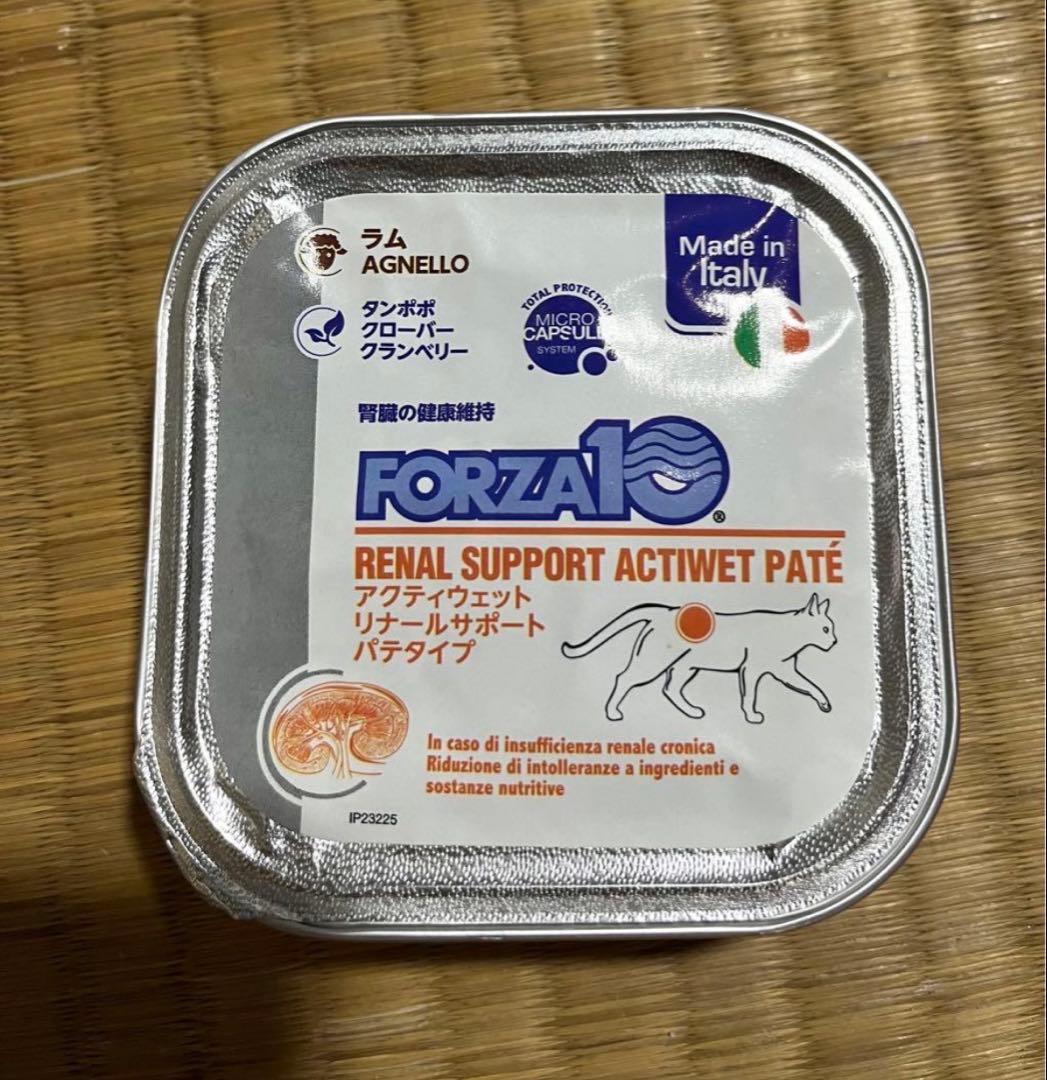 ラム
AGNELLO
タンポポ
クローバー
クランベリー
TOTAL PROTECTION
MICRO
CAPSULE
SYSTEM
Made in
Italy
腎臓の健康維持
FORZA10®
RENAL SUPPORT ACTIWET PATÉ
アクティウェット
リナールサポート
パテタイプ
In caso di insufficienza renale cronica
Riduzione di intolleranze a ingredienti e
sostanze nutritive
IP23225